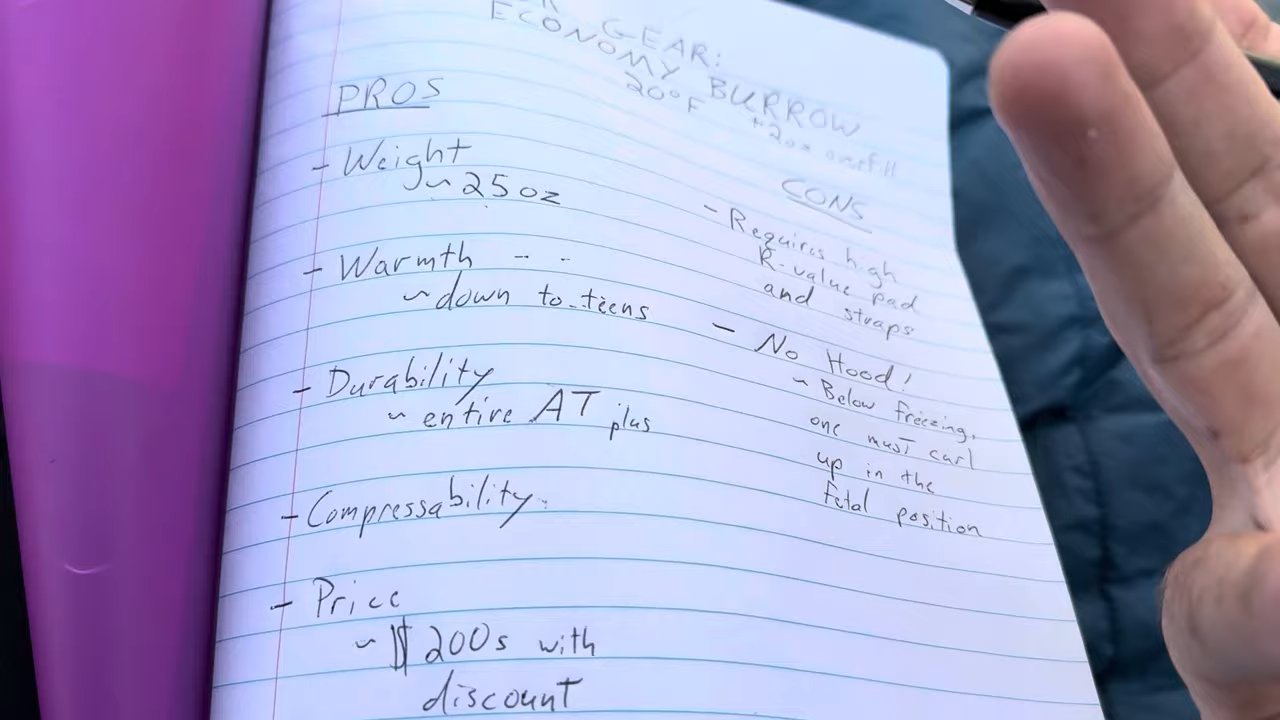 GEAR:
ECONOMY BURROW
20°F
PROS
- Weight
~ 25 oz
- Warmth - -
~ down to teens
- Durability
~ entire AT plus
- Compressability
- Price
~ $200s with
discount
CONS
- Requires high
R-value pad
and straps
- No Hood!
~ Below freezing,
one must curl
up in the
fetal position